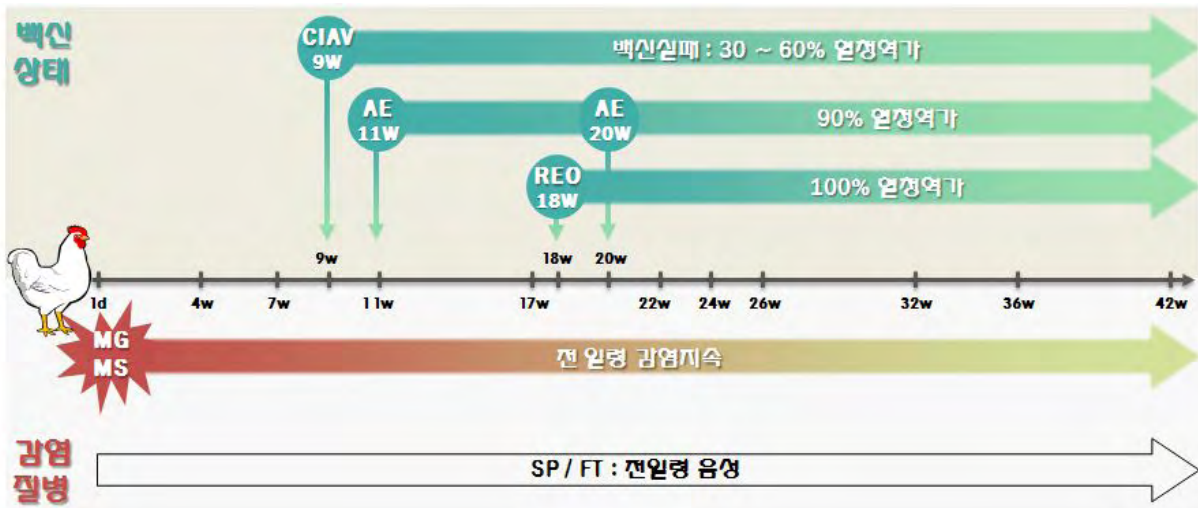 백신
상태
CIAV
9W
백신실패 : 30 ~ 60% 혈청역가
AE
11W
AE
20W
90% 혈청역가
REO
18W
100% 혈청역가
9w 18w 20w
1d 4w 7w 11w 17w 22w 24w 26w 32w 36w 42w
MG
MS
전 일령 감염지속
감염
질병
SP / FT : 전일령 음성